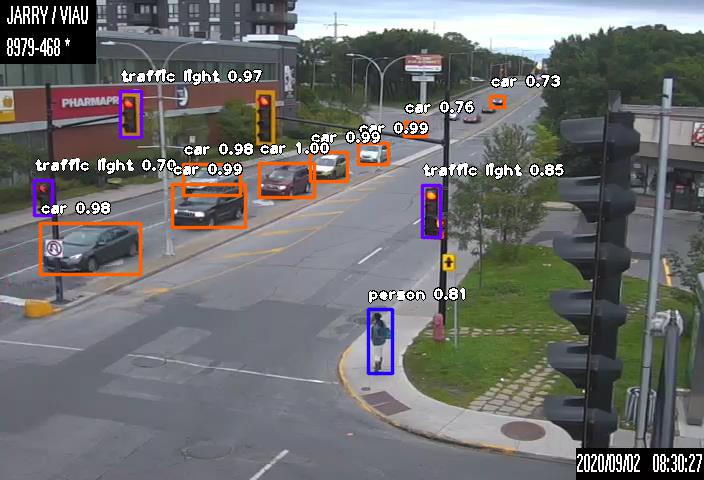 JARRY / VIAU
8979-468 *
traffic light 0.97
car 0.73
PHARMAPR
car 0.76
car 0.99
car 0.99
car 0.98
car 1.00
traffic light 0.70
car 0.99
traffic light 0.85
car 0.98
person 0.81
2020/09/02 08:30:27